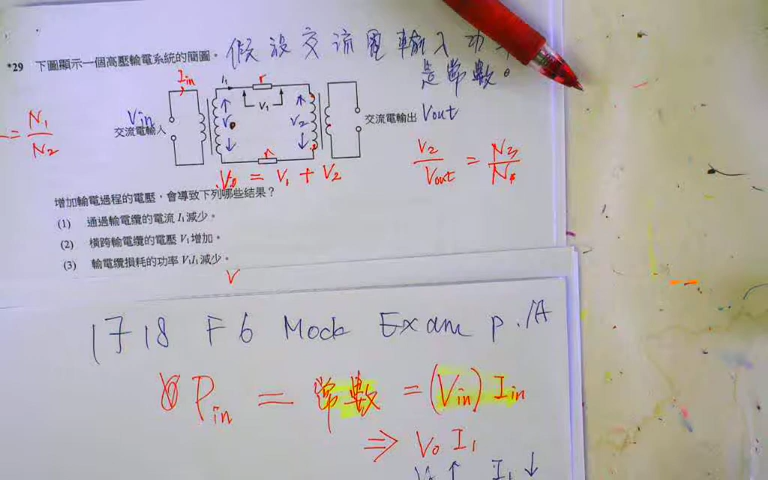 *29 下圖顯示一個高壓輸電系統的簡圖。 假設交流電輸入功
是常數。
Iin I₁ r
Vin V₀ V₁ V₂
交流電輸入 交流電輸出 Vout
= N₁/N₂
r
V₀ = V₁ + V₂
V₂/Vout = N₃/N₄
增加輸電過程的電壓,會導致下列哪些結果?
(1) 通過輸電纜的電流 I₁ 減少。
(2) 橫跨輸電纜的電壓 V₁ 增加。
(3) 輸電纜損耗的功率 V₁I₁ 減少。
V
1718 F6 Mock Exam P.1A
Pin = 常數 = (Vin) Iin
⇒ V₀ I₁
V₀ ↑ I₁ ↓